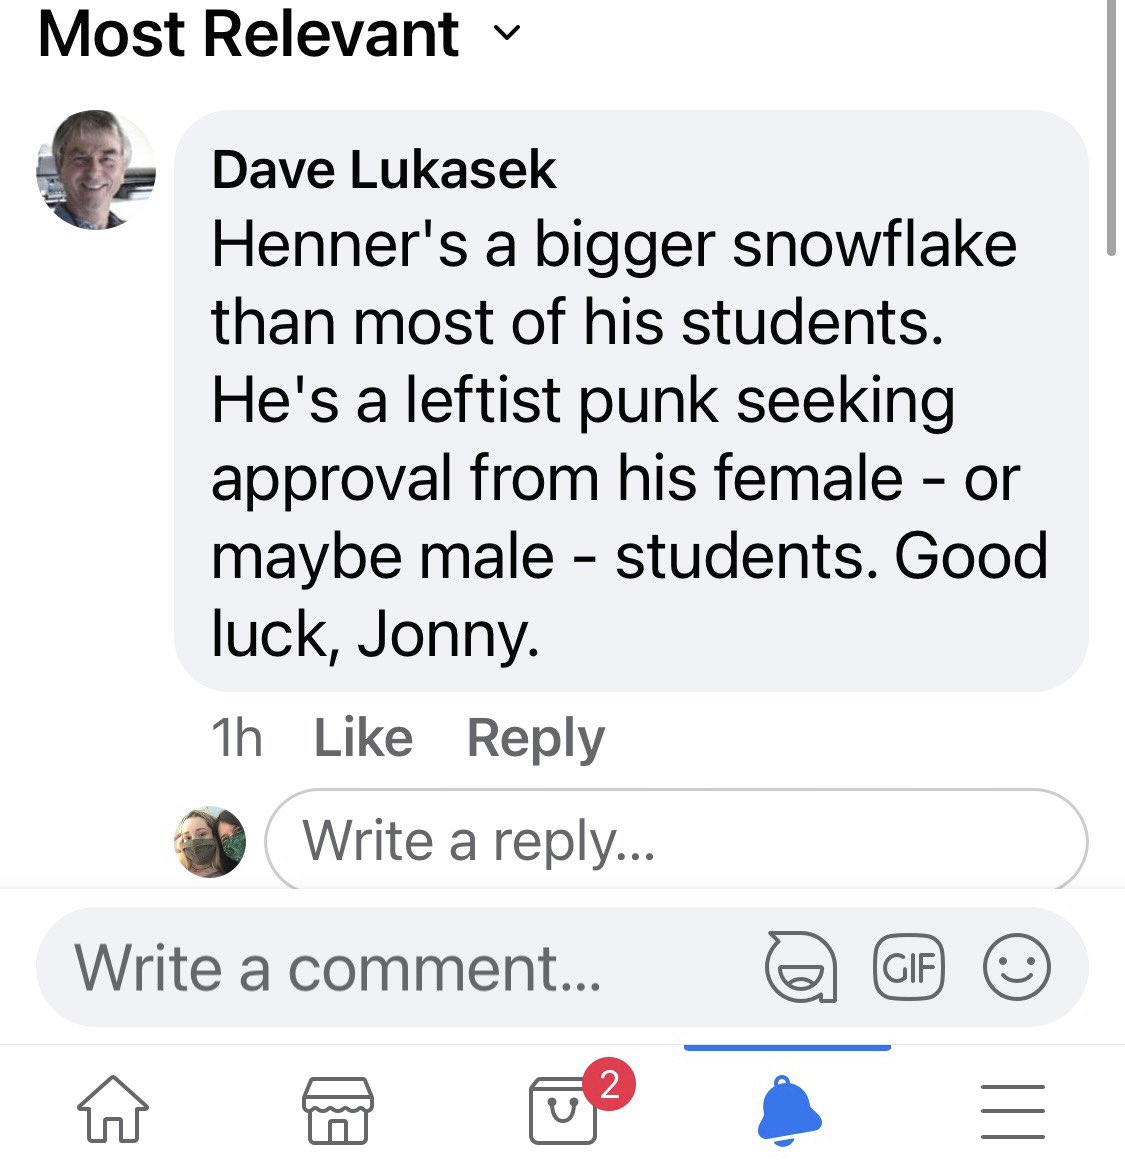 Most Relevant
Dave Lukasek
Henner's a bigger snowflake
than most of his students.
He's a leftist punk seeking
approval from his female - or
maybe male - students. Good
luck, Jonny.
1h Like Reply
Write a reply...
Write a comment...
GIF
2